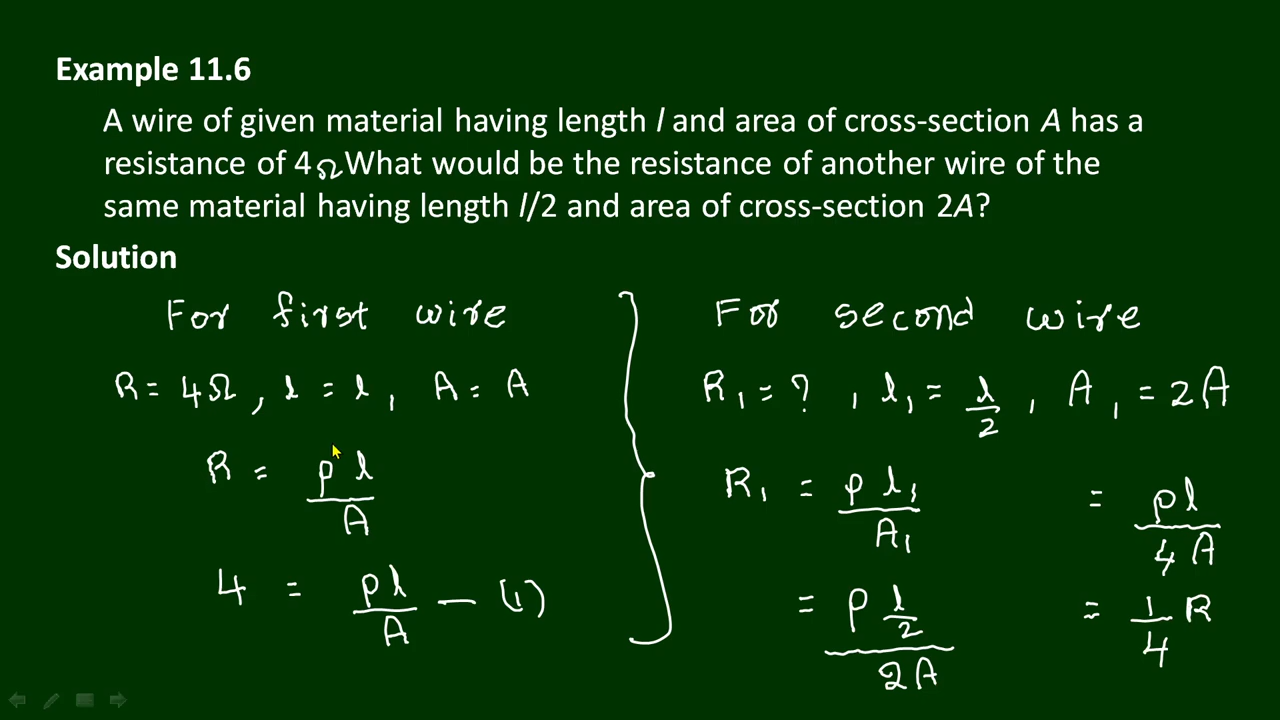 Example 11.6
A wire of given material having length l and area of cross-section A has a
resistance of 4Ω What would be the resistance of another wire of the
same material having length l/2 and area of cross-section 2A?
Solution
For first wire
R = 4Ω, l = l, A = A
R = ρl/A
4 = ρl/A — (1)
For second wire
R₁ = ?, l₁ = l/2, A₁ = 2A
R₁ = ρl₁/A₁
= ρ(l/2)/2A
= ρl/4A
= 1/4 R